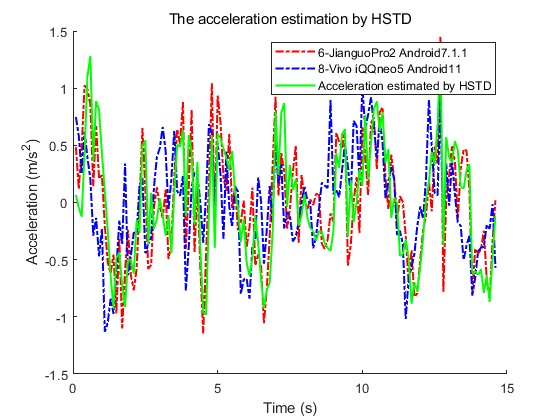 The acceleration estimation by HSTD
6-JianguoPro2 Android7.1.1
8-Vivo iQQneo5 Android11
Acceleration estimated by HSTD
Acceleration (m/s²)
1.5
1
0.5
0
-0.5
-1
-1.5
0
5
10
15
Time (s)